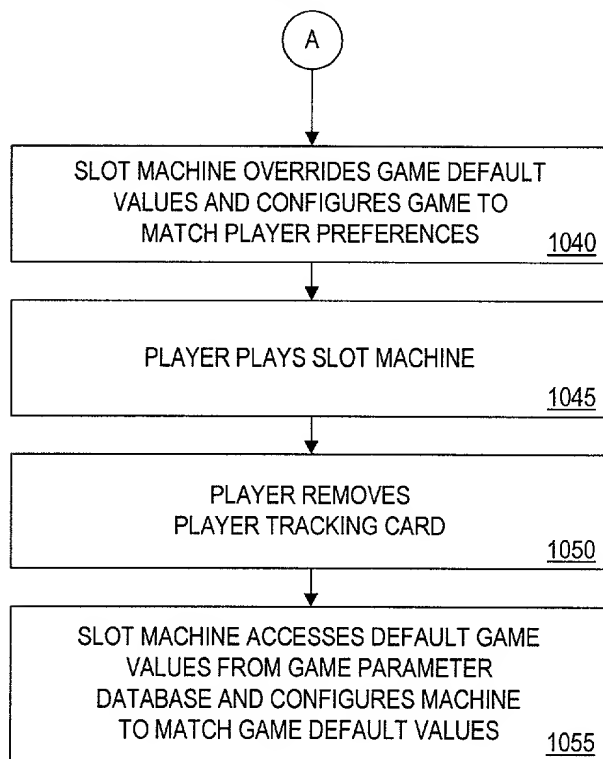 A
SLOT MACHINE OVERRIDES GAME DEFAULT
VALUES AND CONFIGURES GAME TO
MATCH PLAYER PREFERENCES
1040
PLAYER PLAYS SLOT MACHINE
1045
PLAYER REMOVES
PLAYER TRACKING CARD
1050
SLOT MACHINE ACCESSES DEFAULT GAME
VALUES FROM GAME PARAMETER
DATABASE AND CONFIGURES MACHINE
TO MATCH GAME DEFAULT VALUES
1055